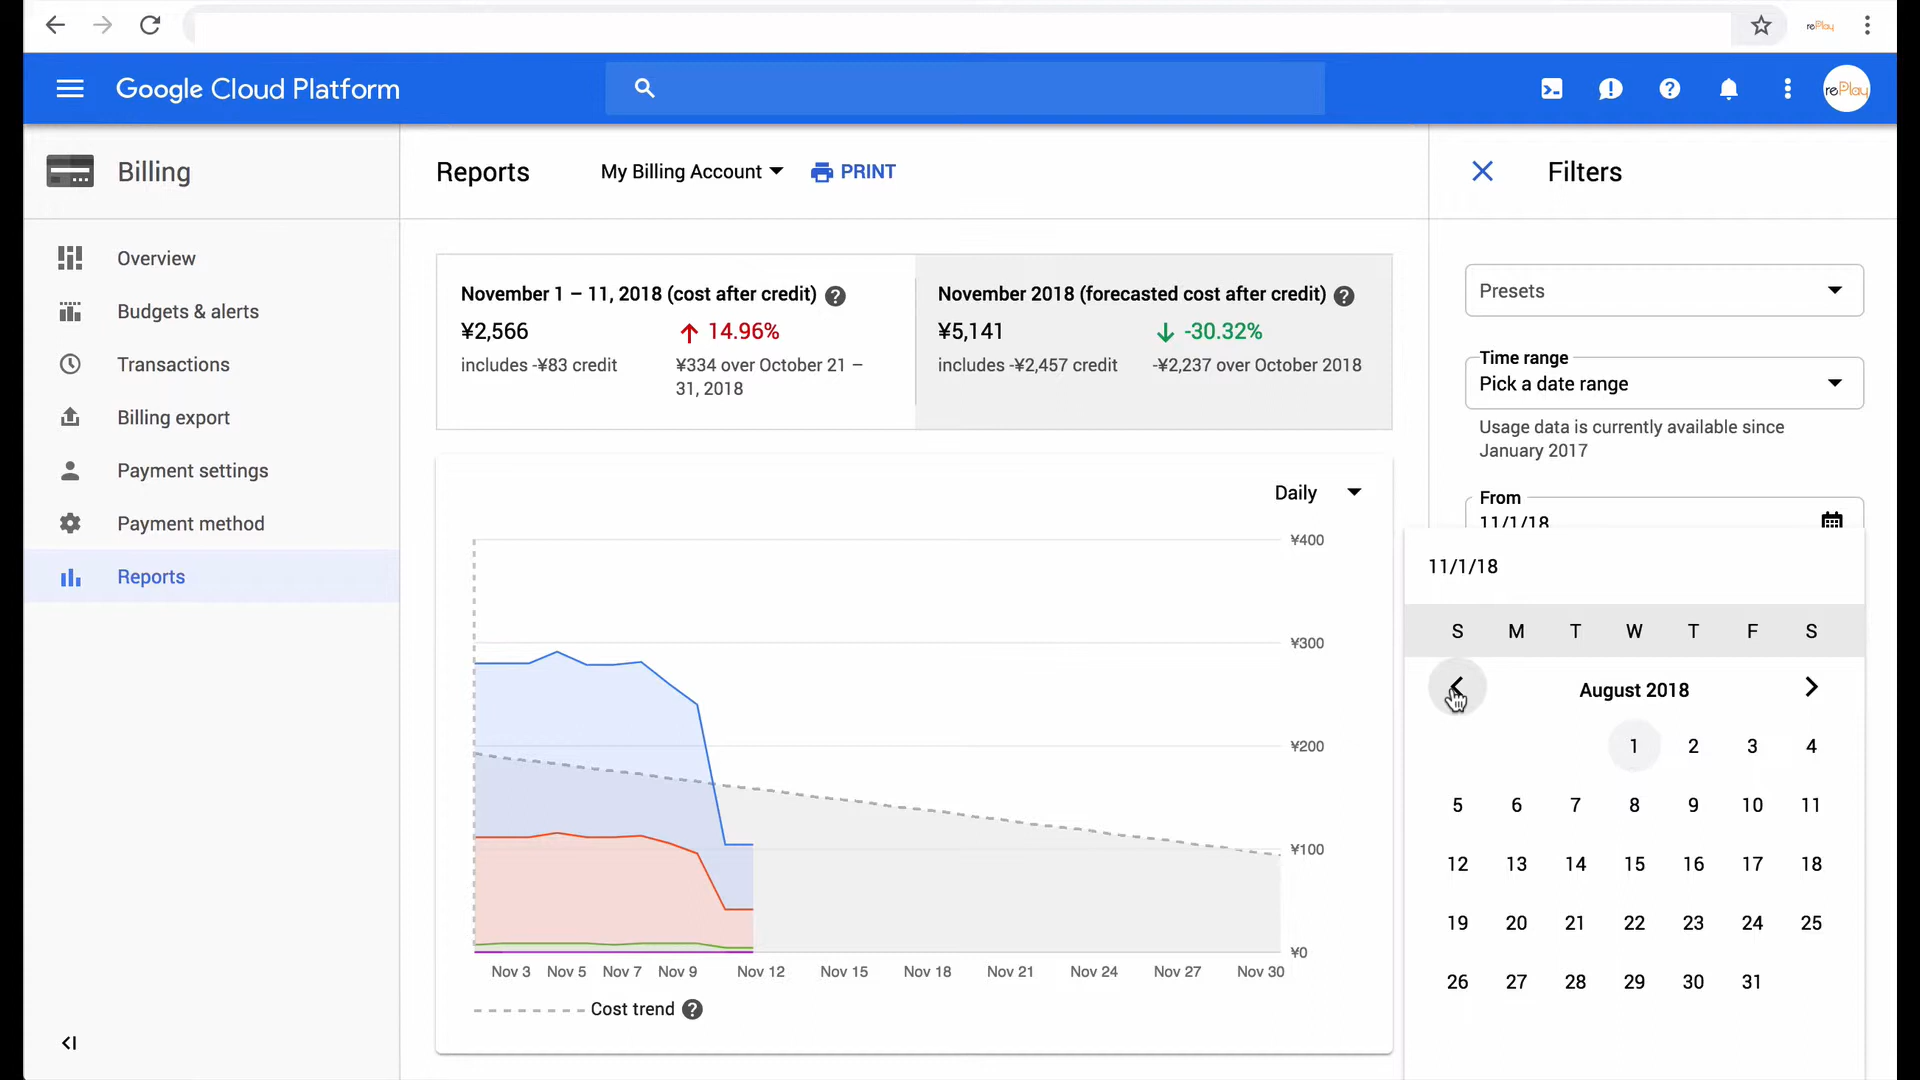 rePlay
Google Cloud Platform
rePlay
Billing
Reports
My Billing Account
PRINT
Filters
Overview
Budgets & alerts
Transactions
Billing export
Payment settings
Payment method
Reports
November 1 – 11, 2018 (cost after credit)
¥2,566
14.96%
includes -¥83 credit
¥334 over October 21 –
31, 2018
November 2018 (forecasted cost after credit)
¥5,141
-30.32%
includes -¥2,457 credit
-¥2,237 over October 2018
Daily
¥400
¥300
¥200
¥100
¥0
Nov 3 Nov 5 Nov 7 Nov 9 Nov 12 Nov 15 Nov 18 Nov 21 Nov 24 Nov 27 Nov 30
Cost trend
Presets
Time range
Pick a date range
Usage data is currently available since
January 2017
From
11/1/18
11/1/18
S M T W T F S
August 2018
1 2 3 4
5 6 7 8 9 10 11
12 13 14 15 16 17 18
19 20 21 22 23 24 25
26 27 28 29 30 31